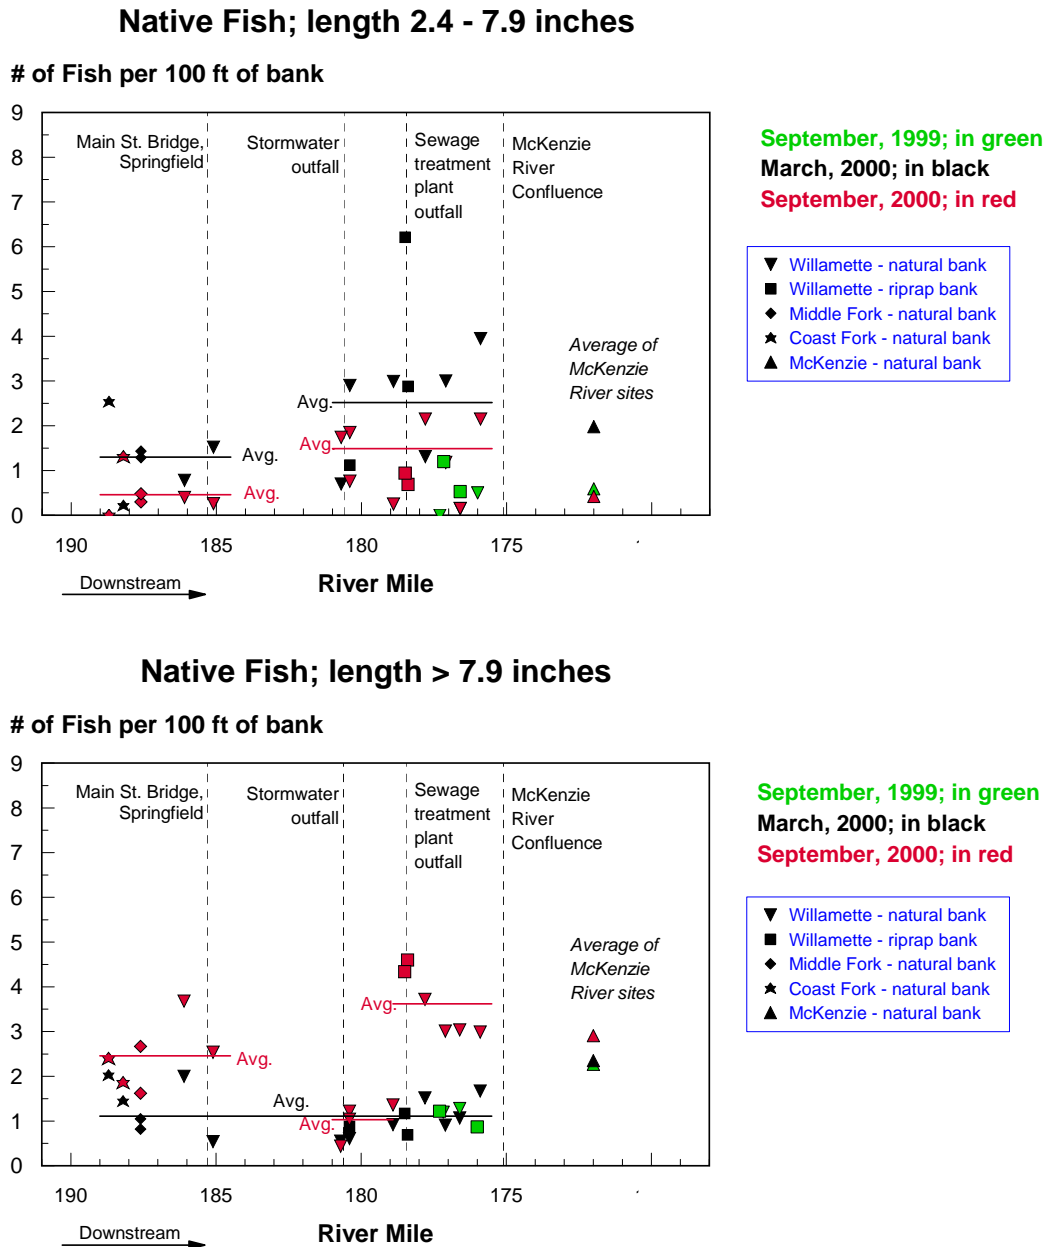 Native Fish; length 2.4 - 7.9 inches
# of Fish per 100 ft of bank
9
8
7
6
5
4
3
2
1
0
Main St. Bridge,
Springfield
Stormwater
outfall
Sewage
treatment
plant
outfall
McKenzie
River
Confluence
Avg.
Avg.
Avg.
Avg.
Average of
McKenzie
River sites
190
185
180
175
Downstream
River Mile
September, 1999; in green
March, 2000; in black
September, 2000; in red
Willamette - natural bank
Willamette - riprap bank
Middle Fork - natural bank
Coast Fork - natural bank
McKenzie - natural bank
Native Fish; length > 7.9 inches
# of Fish per 100 ft of bank
9
8
7
6
5
4
3
2
1
0
Main St. Bridge,
Springfield
Stormwater
outfall
Sewage
treatment
plant
outfall
McKenzie
River
Confluence
Avg.
Avg.
Avg.
Avg.
Average of
McKenzie
River sites
190
185
180
175
Downstream
River Mile
September, 1999; in green
March, 2000; in black
September, 2000; in red
Willamette - natural bank
Willamette - riprap bank
Middle Fork - natural bank
Coast Fork - natural bank
McKenzie - natural bank